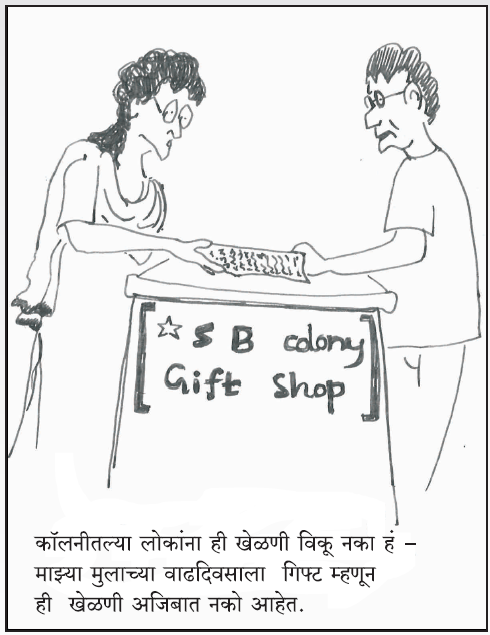 ☆ S B colony
Gift Shop
कॉलनीतल्या लोकांना ही खेळणी विकू नका हं –
माझ्या मुलाच्या वाढदिवसाला गिफ्ट म्हणून
ही खेळणी अजिबात नको आहेत.